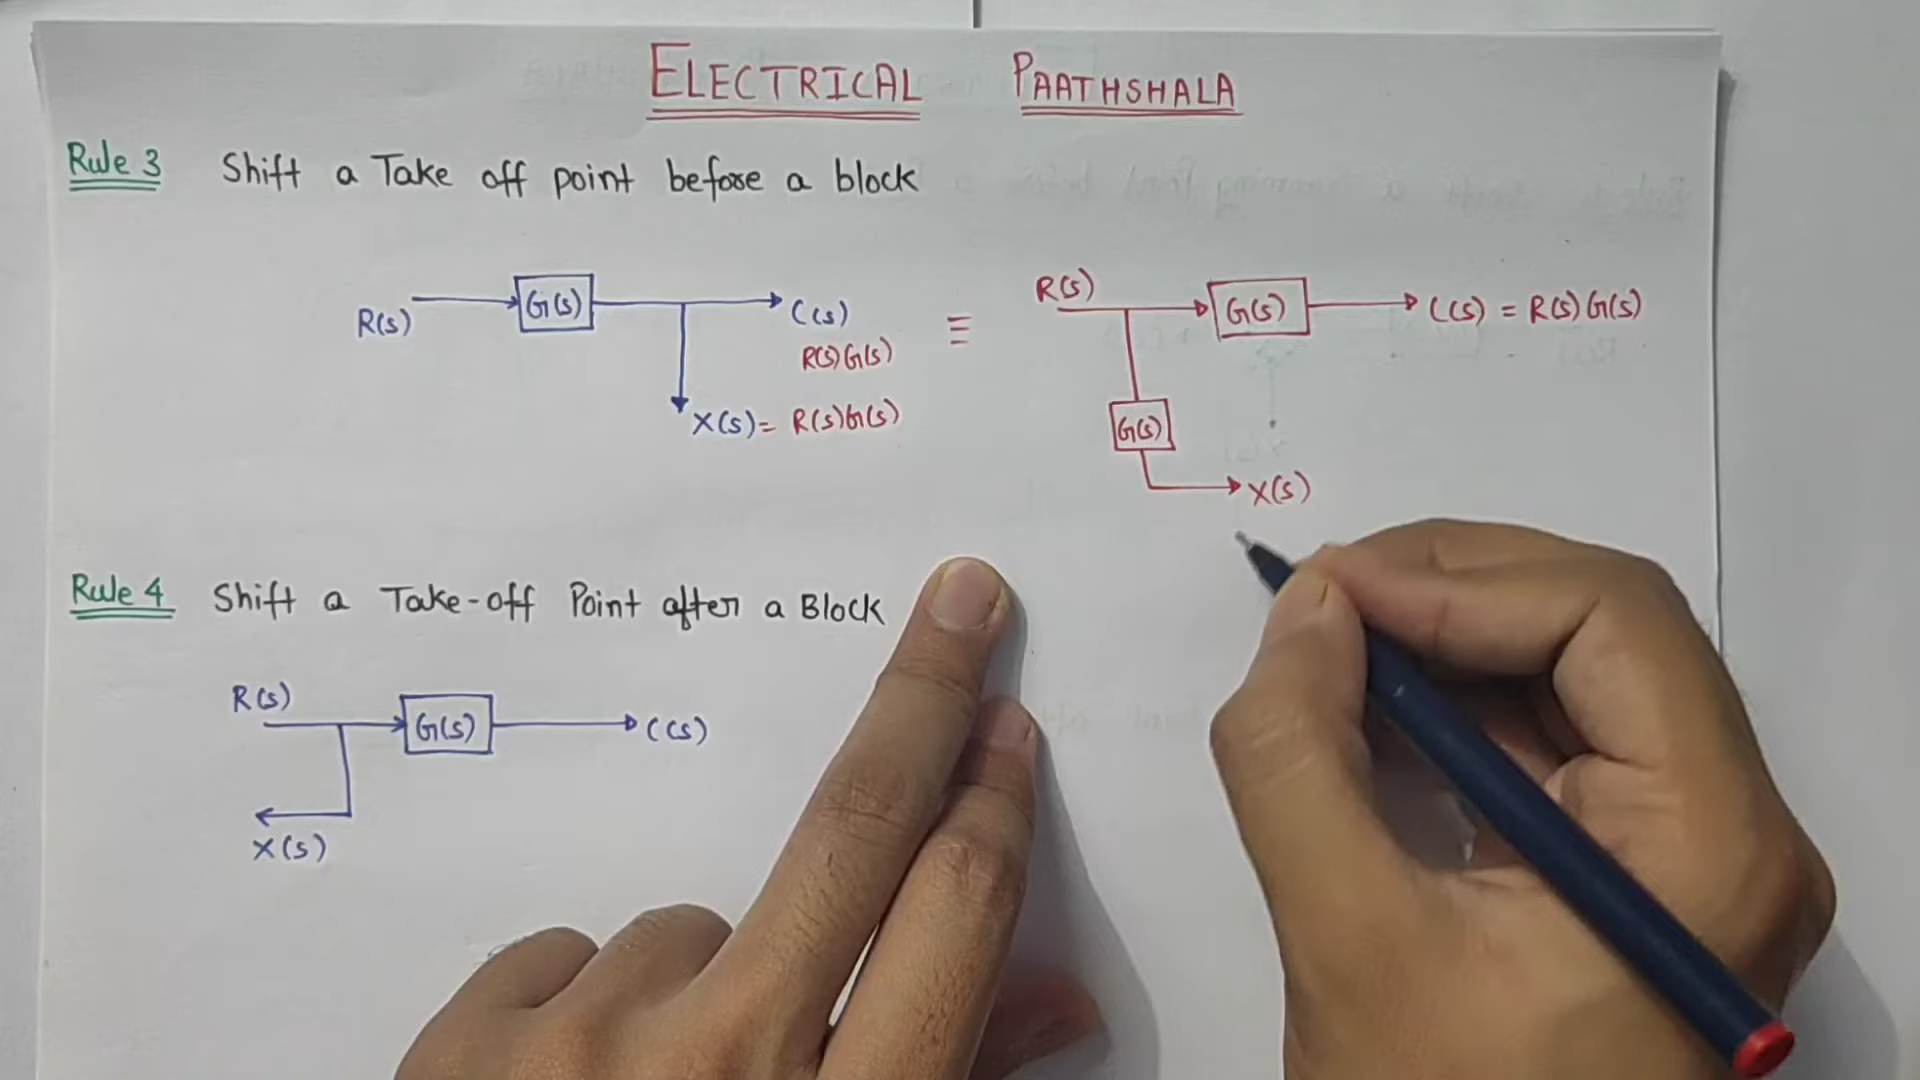 ELECTRICAL PAATHSHALA
Rule 3 Shift a Take off point before a block
R(s)
G(s)
C(s)
R(s)G(s)
X(s) = R(s)G(s)
≡
R(s)
G(s)
C(s) = R(s)G(s)
G(s)
X(s)
Rule 4 Shift a Take-off Point after a Block
R(s)
G(s)
C(s)
X(s)